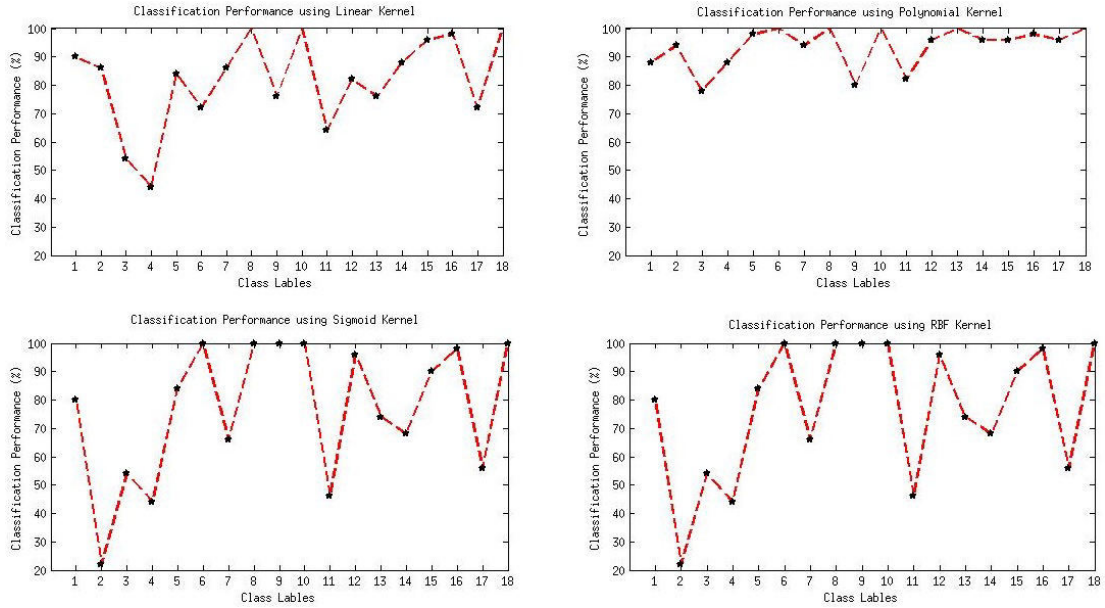 Classification Performance using Linear Kernel
Classification Performance (%)
100
90
80
70
60
50
40
30
20
1 2 3 4 5 6 7 8 9 10 11 12 13 14 15 16 17 18
Class Lables
Classification Performance using Polynomial Kernel
Classification Performance (%)
100
90
80
70
60
50
40
30
20
1 2 3 4 5 6 7 8 9 10 11 12 13 14 15 16 17 18
Class Lables
Classification Performance using Sigmoid Kernel
Classification Performance (%)
100
90
80
70
60
50
40
30
20
1 2 3 4 5 6 7 8 9 10 11 12 13 14 15 16 17 18
Class Lables
Classification Performance using RBF Kernel
Classification Performance (%)
100
90
80
70
60
50
40
30
20
1 2 3 4 5 6 7 8 9 10 11 12 13 14 15 16 17 18
Class Lables